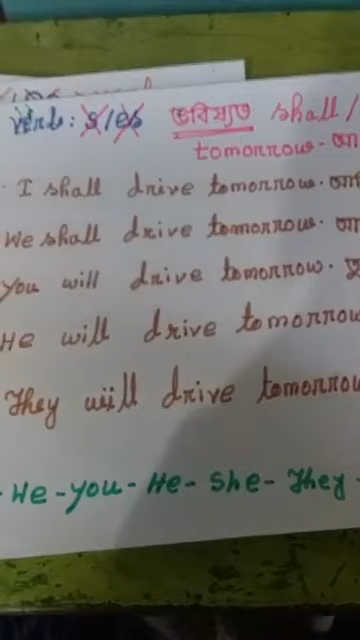 Verb: s/es ভবিষ্যত shall/
tomorrow. আ
I shall drive tomorrow. আমি
We shall drive tomorrow. আ
You will drive tomorrow. তু
He will drive tomorrow
They will drive tomorrow
- He - you - He - She - They -